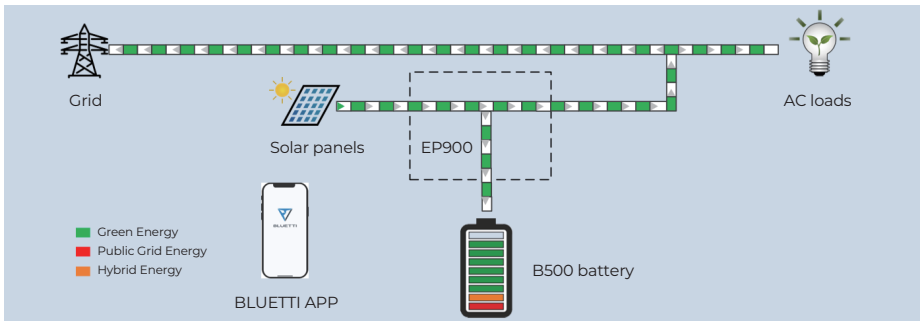 Grid
AC loads
Solar panels
EP900
BLUETTI
Green Energy
Public Grid Energy
Hybrid Energy
B500 battery
BLUETTI APP